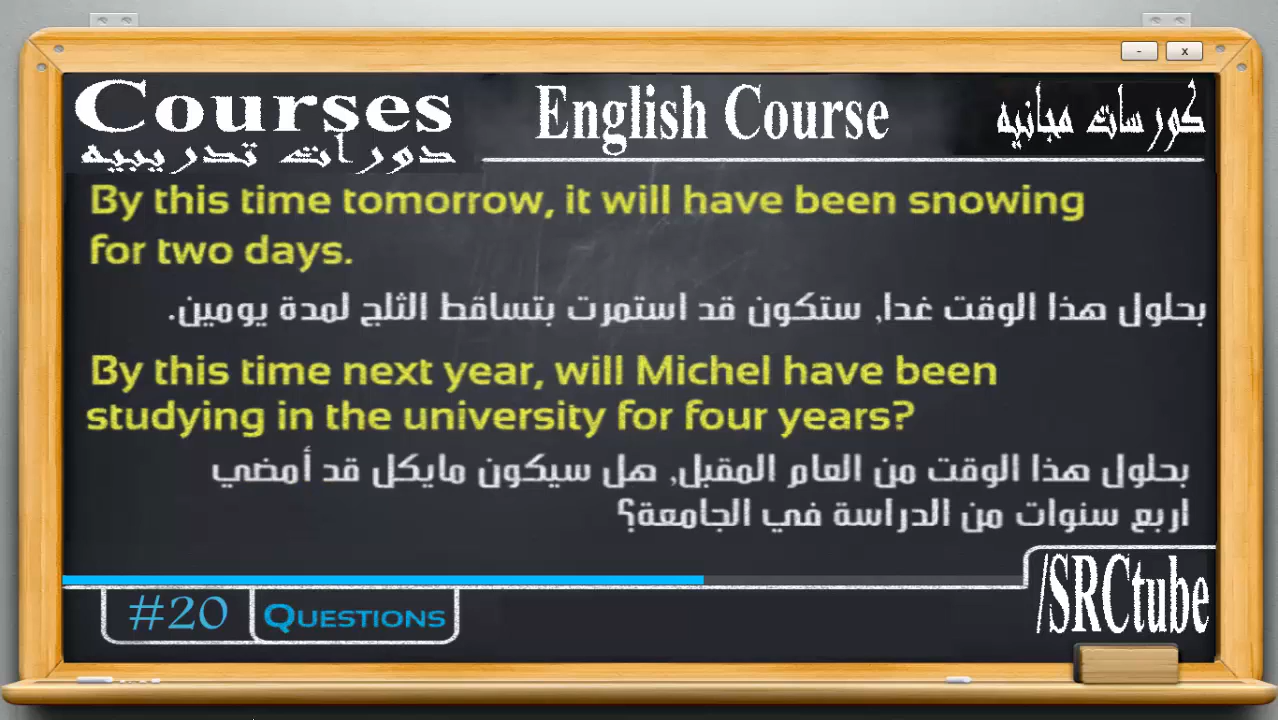 - x
Courses
دورات تدريبيه
English Course
كورسات مجانيه
By this time tomorrow, it will have been snowing
for two days.
بحلول هذا الوقت غدا, ستكون قد استمرت بتساقط الثلج لمدة يومين.
By this time next year, will Michel have been
studying in the university for four years?
بحلول هذا الوقت من العام المقبل, هل سيكون مايكل قد أمضي
اربع سنوات من الدراسة في الجامعة؟
#20 Questions
/SRCtube